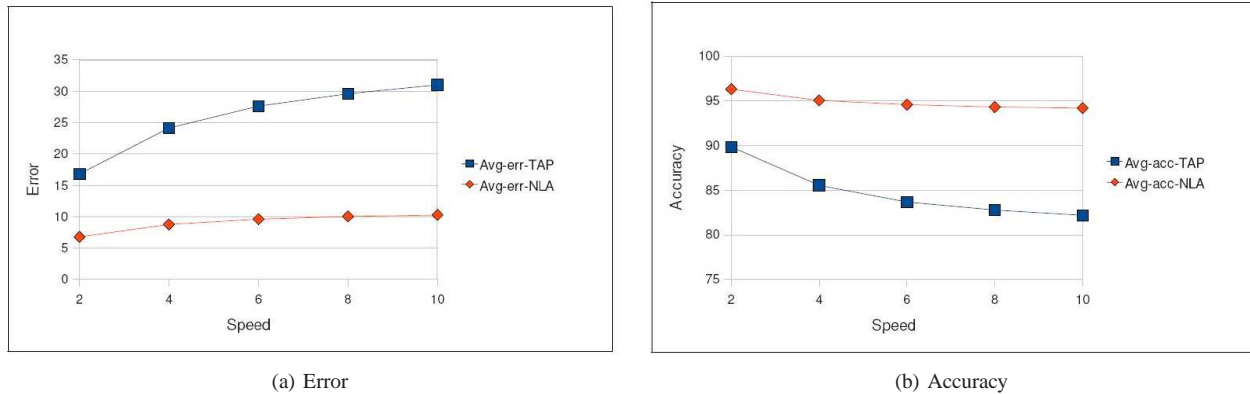 35
30
25
20
15
10
5
0
Error
2 4 6 8 10
Speed
Avg-err-TAP
Avg-err-NLA
(a) Error
100
95
90
85
80
75
Accuracy
2 4 6 8 10
Speed
Avg-acc-TAP
Avg-acc-NLA
(b) Accuracy